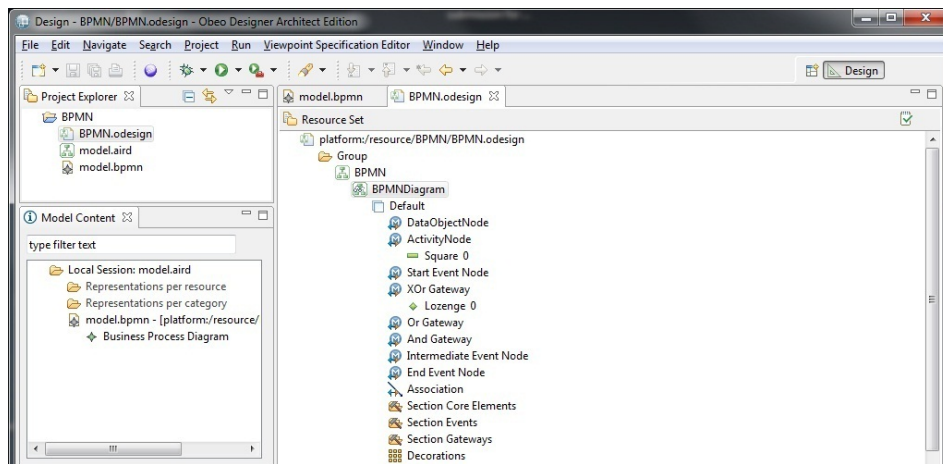 Design - BPMN/BPMN.odesign - Obeo Designer Architect Edition
File Edit Navigate Search Project Run Viewpoint Specification Editor Window Help
Design
Project Explorer
BPMN
BPMN.odesign
model.aird
model.bpmn
Model Content
type filter text
Local Session: model.aird
Representations per resource
Representations per category
model.bpmn - [platform:/resource/
Business Process Diagram
model.bpmn BPMN.odesign
Resource Set
platform:/resource/BPMN/BPMN.odesign
Group
BPMN
BPMNDiagram
Default
DataObjectNode
ActivityNode
Square 0
Start Event Node
XOr Gateway
Lozenge 0
Or Gateway
And Gateway
Intermediate Event Node
End Event Node
Association
Section Core Elements
Section Events
Section Gateways
Decorations